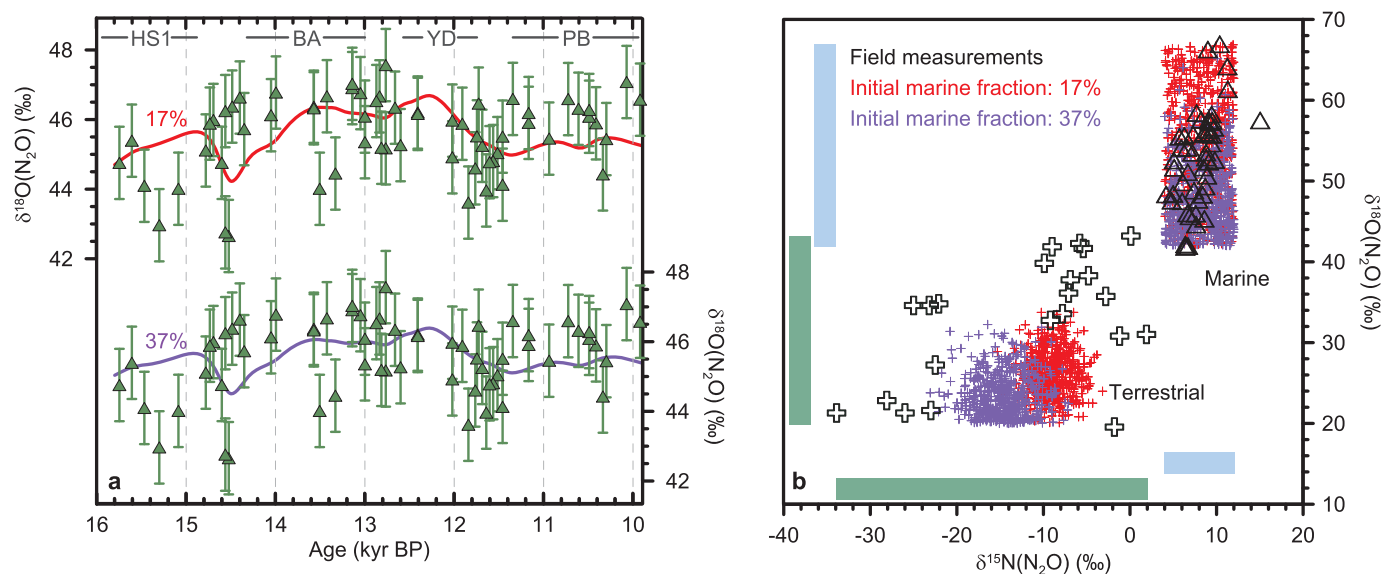 HS1 BA YD PB
48
46
44
42
δ¹⁸O(N₂O) (‰)
17%
37%
48
46
44
42
δ¹⁸O(N₂O) (‰)
a
16 15 14 13 12 11 10
Age (kyr BP)
Field measurements
Initial marine fraction: 17%
Initial marine fraction: 37%
Marine
Terrestrial
b
70
60
50
40
30
20
10
δ¹⁸O(N₂O) (‰)
-40 -30 -20 -10 0 10 20
δ¹⁵N(N₂O) (‰)